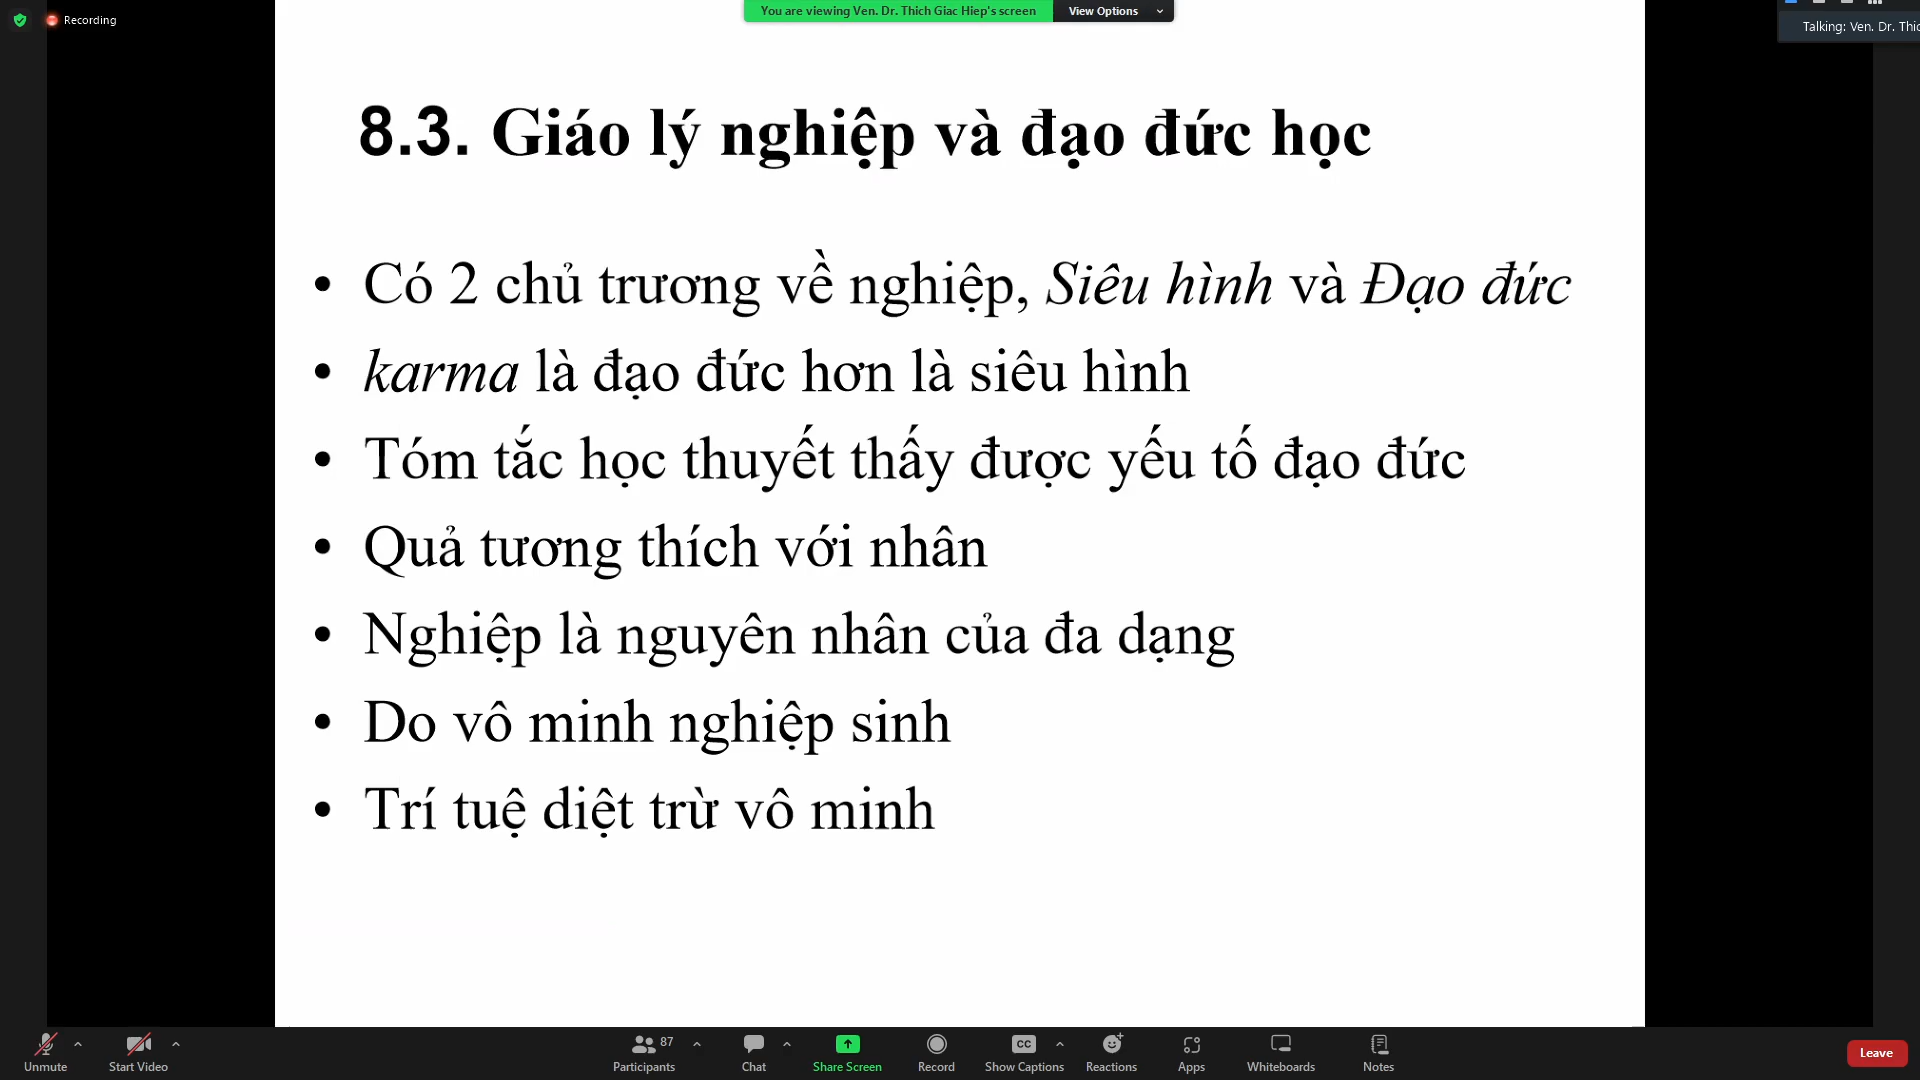 Recording
You are viewing Ven. Dr. Thich Giac Hiep's screen
View Options
Talking: Ven. Dr. Thic
8.3. Giáo lý nghiệp và đạo đức học
• Có 2 chủ trương về nghiệp, Siêu hình và Đạo đức
• karma là đạo đức hơn là siêu hình
• Tóm tắc học thuyết thấy được yếu tố đạo đức
• Quả tương thích với nhân
• Nghiệp là nguyên nhân của đa dạng
• Do vô minh nghiệp sinh
• Trí tuệ diệt trừ vô minh
Unmute
Start Video
87
Participants
Chat
Share Screen
Record
CC
Show Captions
Reactions
Apps
Whiteboards
Notes
Leave